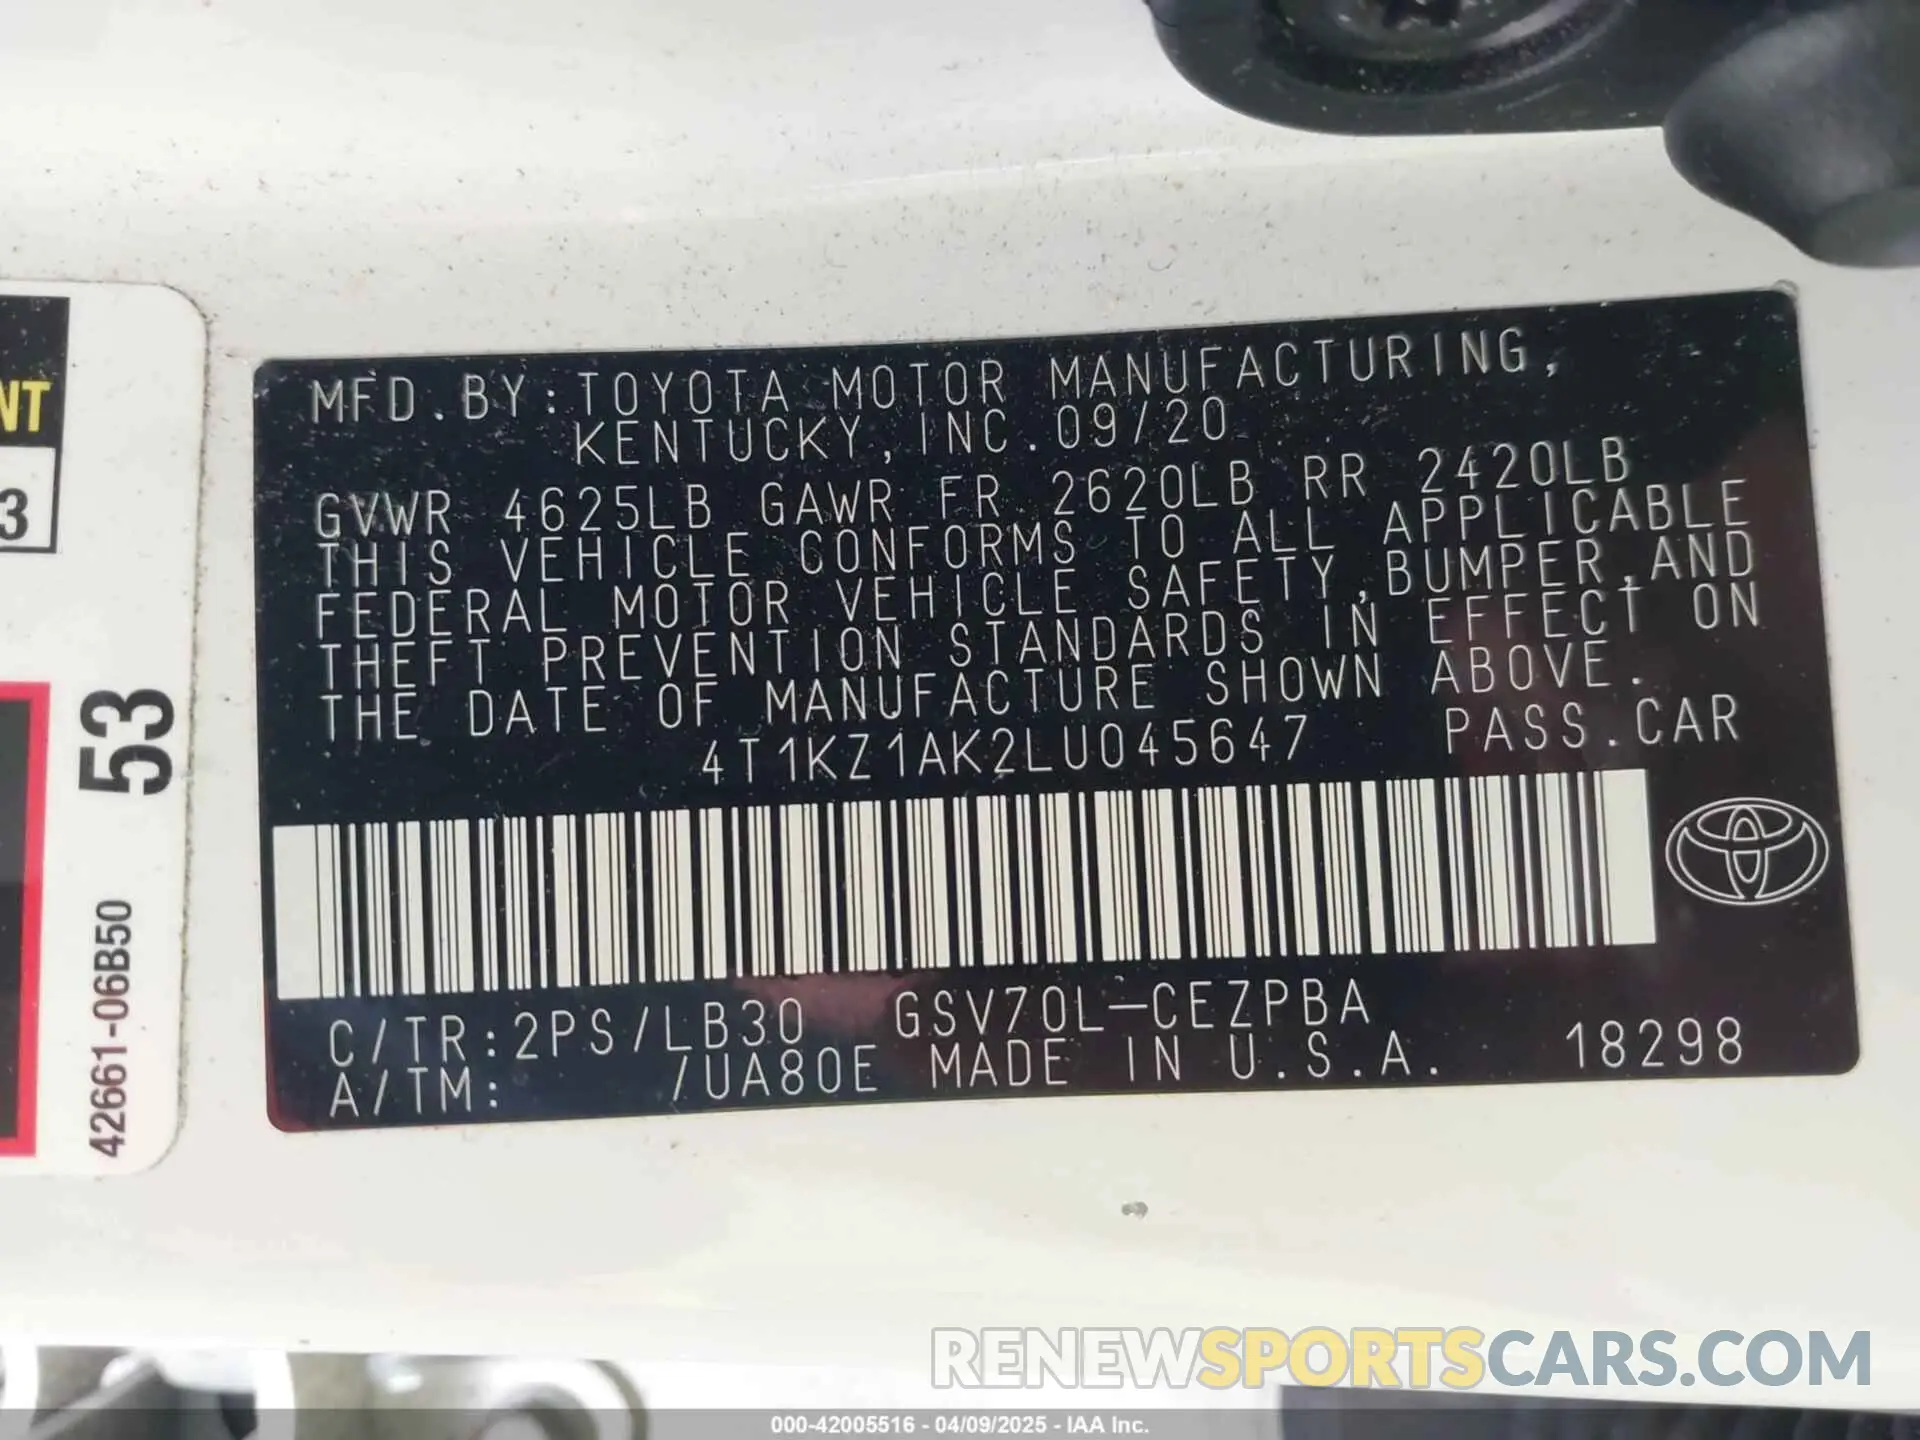 NT
3
53
42661-06B50
MFD.BY:TOYOTA MOTOR MANUFACTURING,
KENTUCKY,INC.09/20
GVWR 4625LB GAWR FR 2620LB RR 2420LB
THIS VEHICLE CONFORMS TO ALL APPLICABLE
FEDERAL MOTOR VEHICLE SAFETY,BUMPER,AND
THEFT PREVENTION STANDARDS IN EFFECT ON
THE DATE OF MANUFACTURE SHOWN ABOVE.
4T1KZ1AK2LU045647 PASS.CAR
C/TR:2PS/LB30 GSV70L-CEZPBA
A/TM: /UA80E MADE IN U.S.A. 18298
RENEWSPORTSCARS.COM
000-42005516 - 04/09/2025 - IAA Inc.